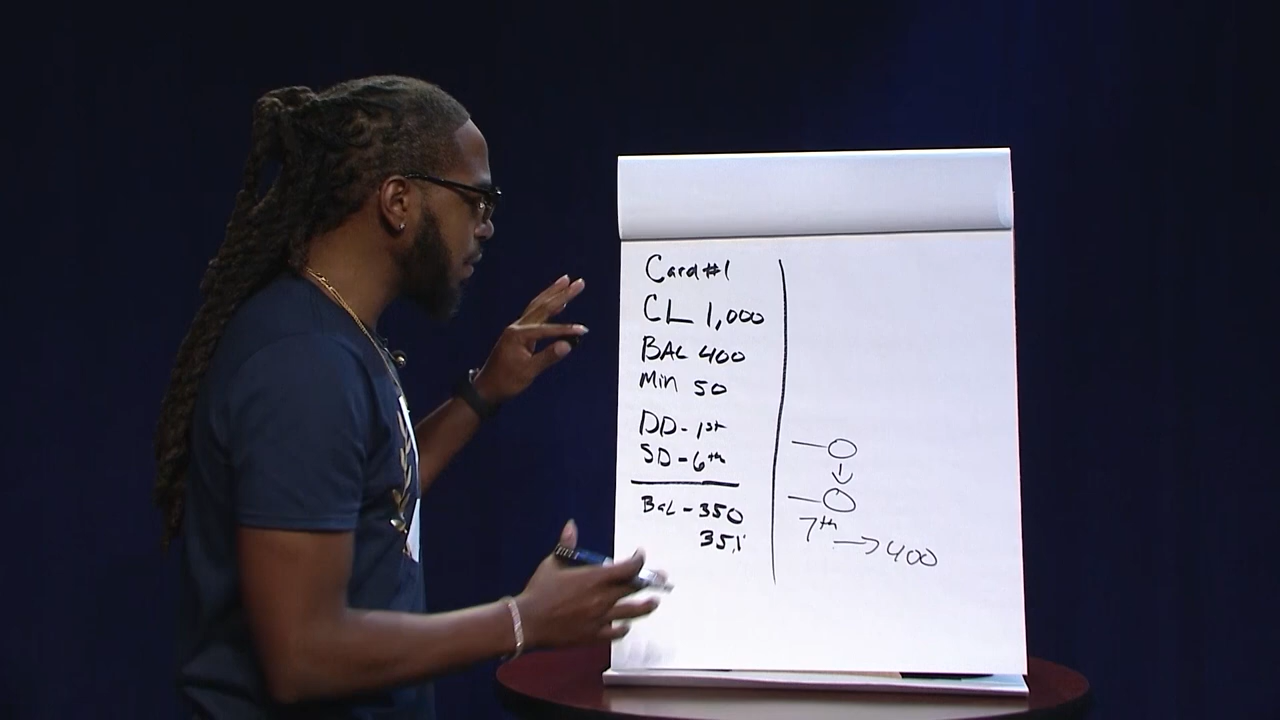 Card #1
CL 1,000
BAL 400
Min 50
DD - 1st
SD - 6th
Bal - 350
351
7th → 400